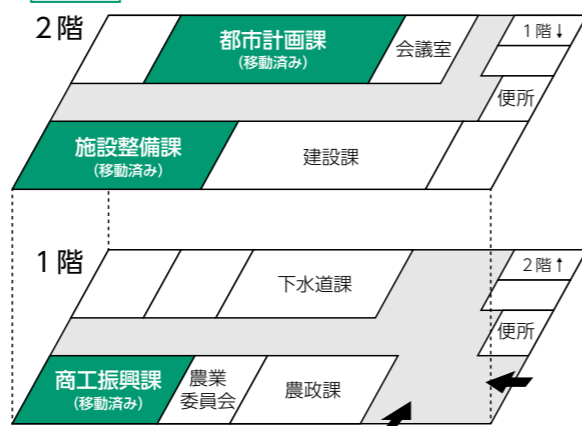 2階
都市計画課
(移動済み)
会議室
1階↓
便所
施設整備課
(移動済み)
建設課
1階
下水道課
2階↑
便所
商工振興課
(移動済み)
農業
委員会
農政課